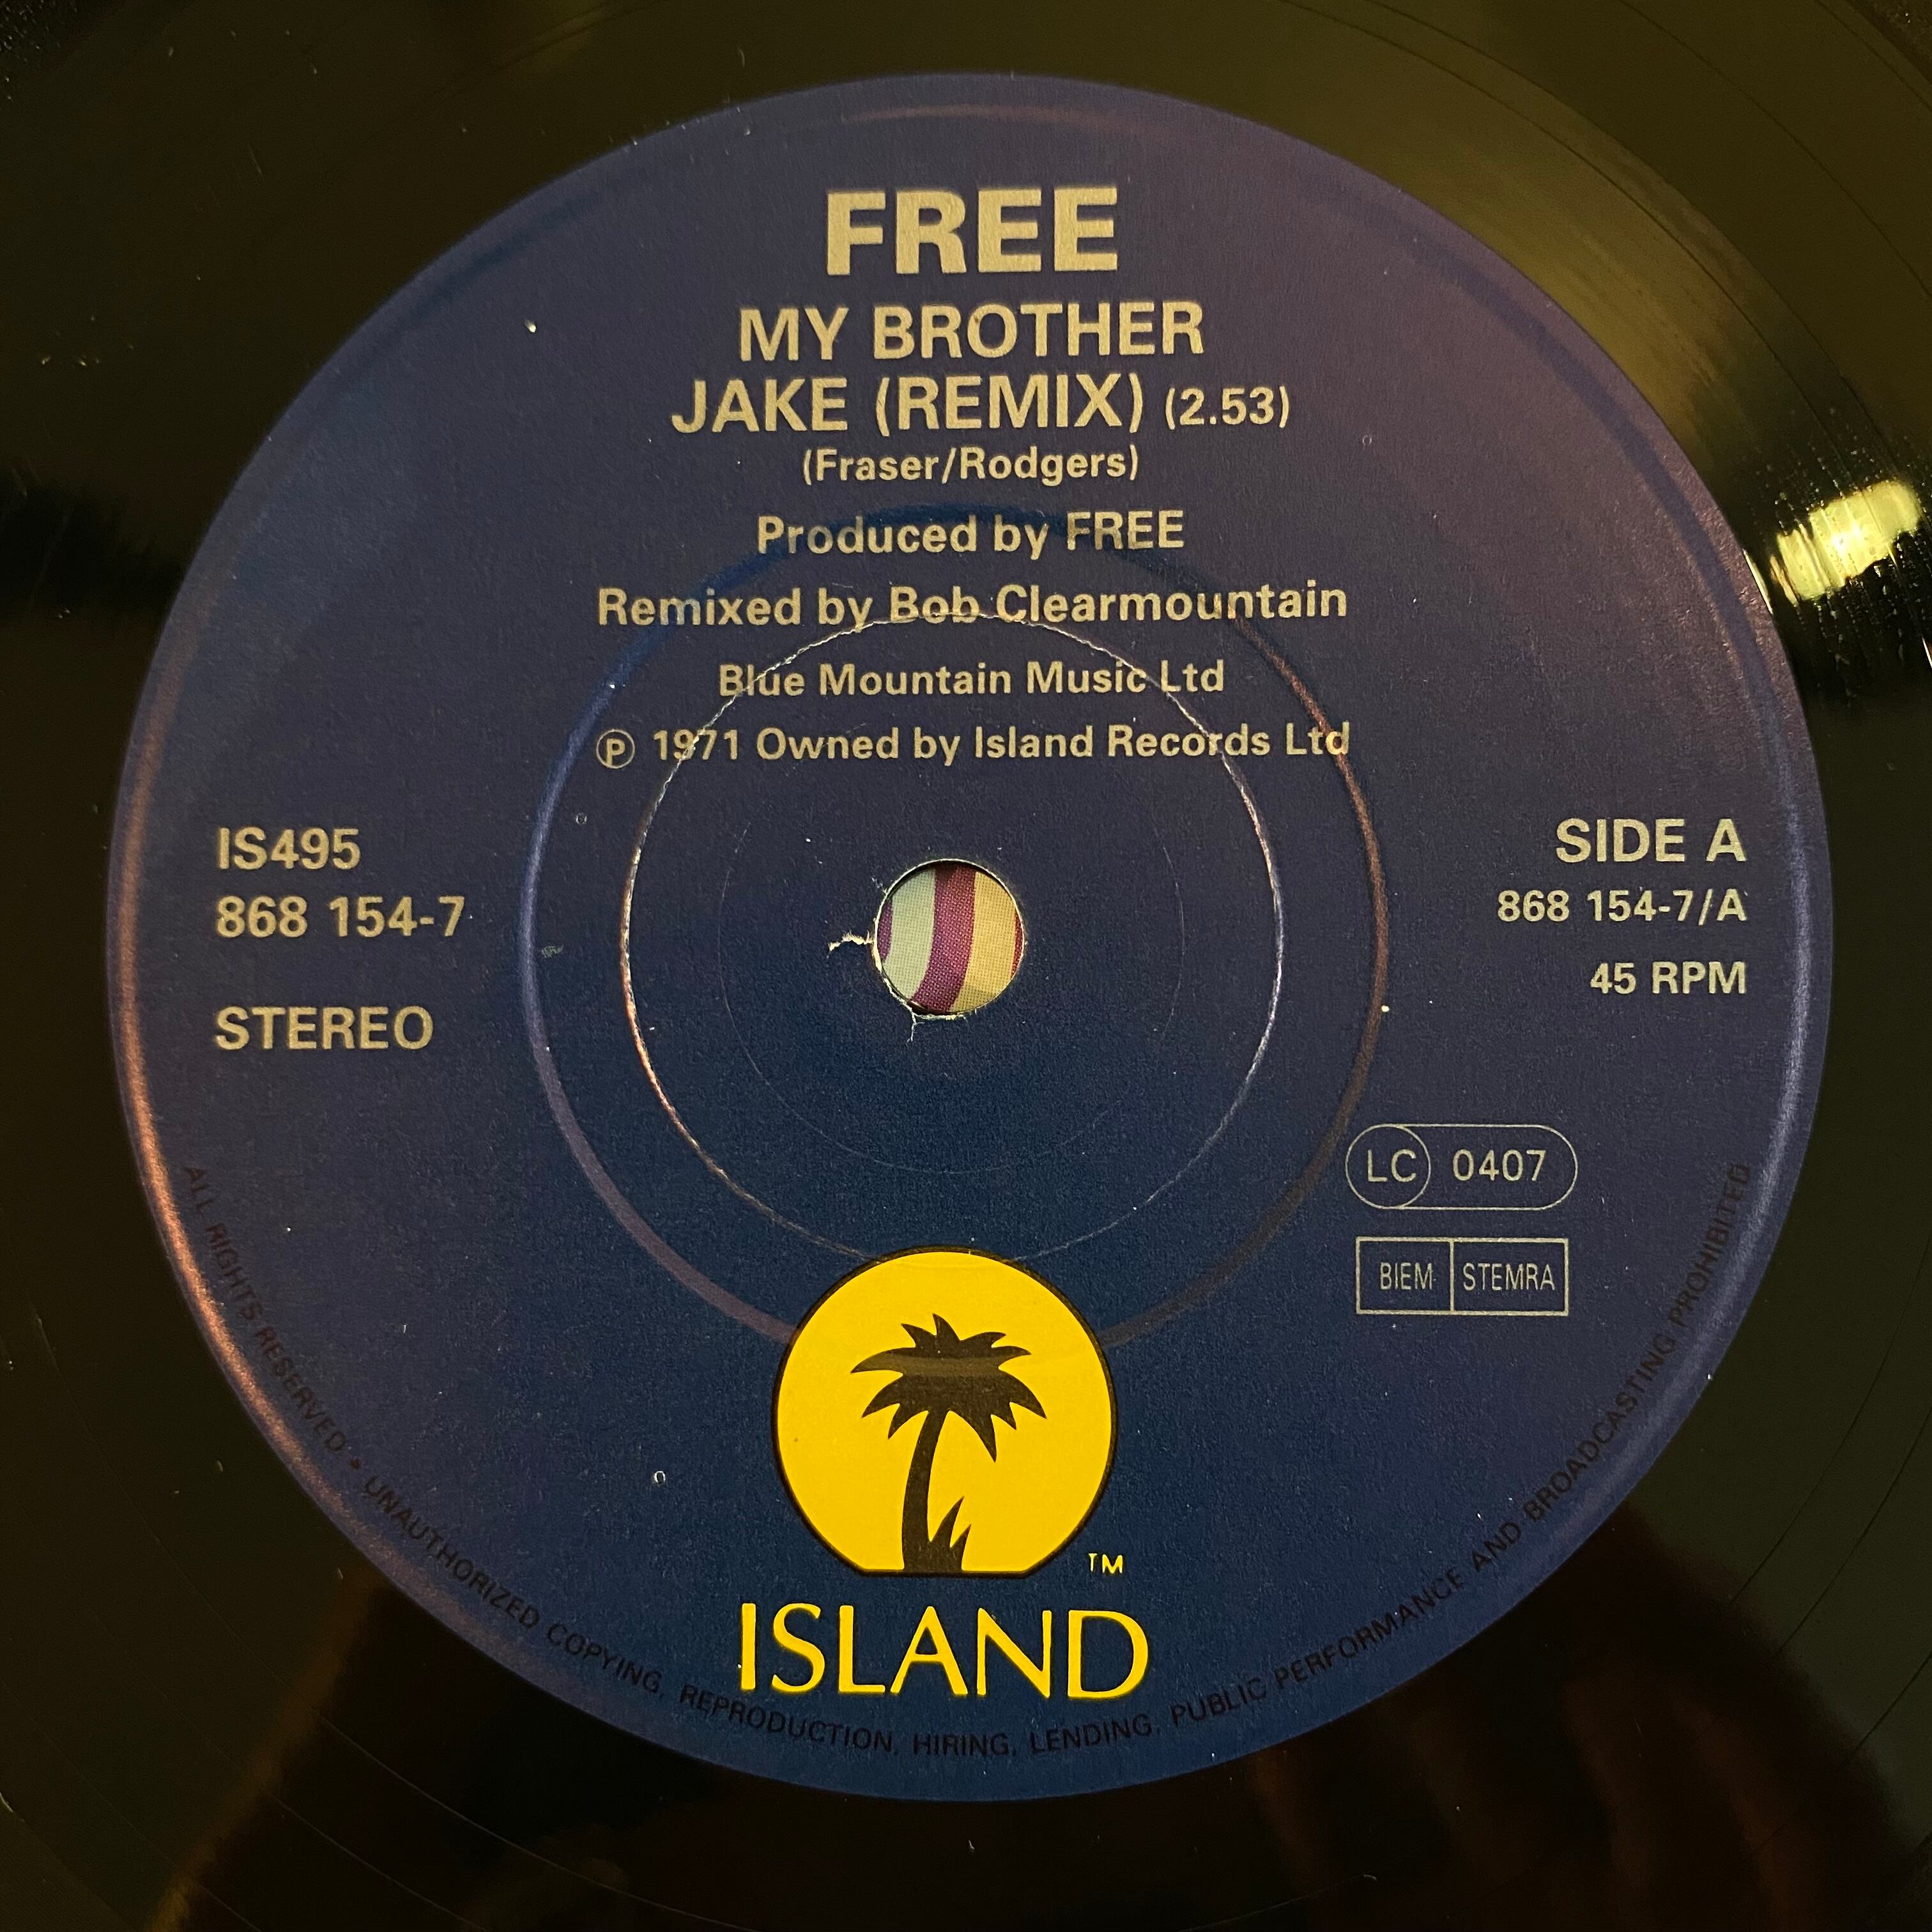 FREE
MY BROTHER
JAKE (REMIX) (2.53)
(Fraser/Rodgers)
Produced by FREE
Remixed by Bob Clearmountain
Blue Mountain Music Ltd
Ⓟ 1971 Owned by Island Records Ltd
IS495
868 154-7
STEREO
SIDE A
868 154-7/A
45 RPM
LC 0407
BIEM STEMRA
TM
ISLAND
ALL RIGHTS RESERVED • UNAUTHORIZED COPYING, REPRODUCTION, HIRING, LENDING, PUBLIC PERFORMANCE AND BROADCASTING PROHIBITED